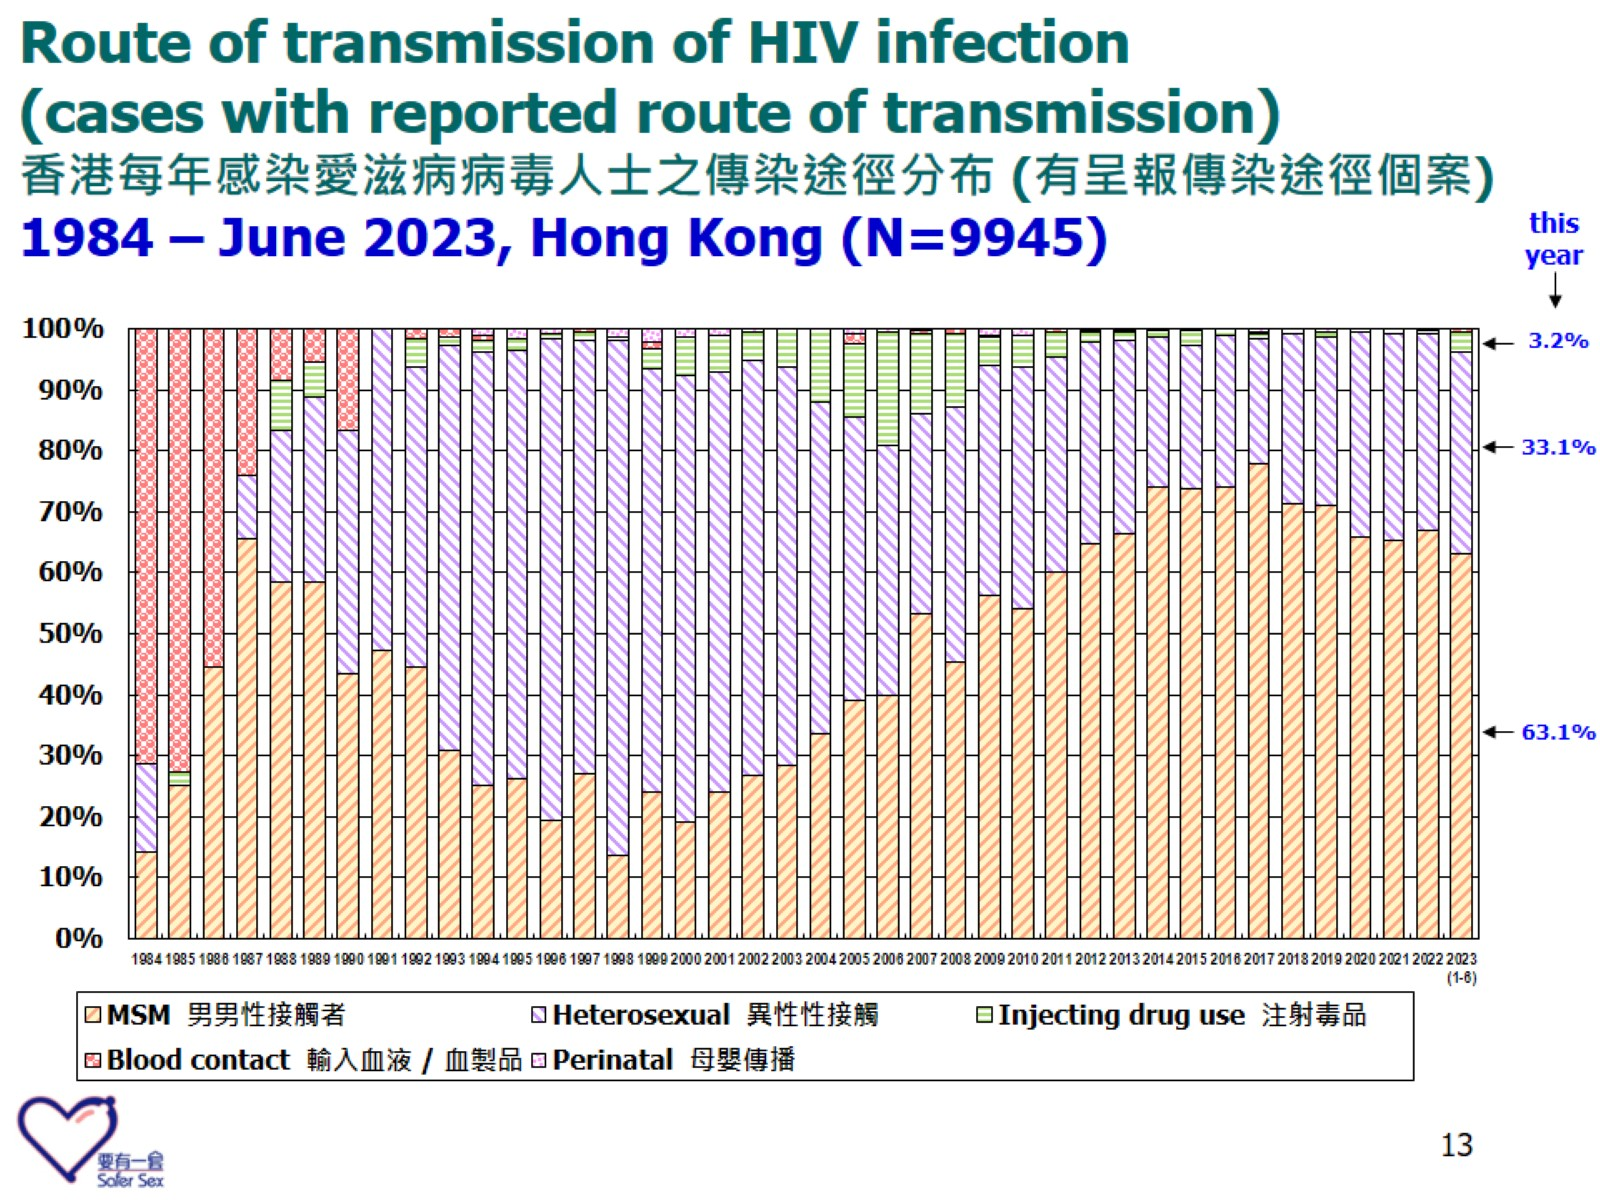 Route of transmission of HIV infection
(cases with reported route of transmission)
香港每年感染愛滋病病毒人士之傳染途徑分布 (有呈報傳染途徑個案)
1984 – June 2023, Hong Kong (N=9945)
this
year
100%
90%
80%
70%
60%
50%
40%
30%
20%
10%
0%
3.2%
33.1%
63.1%
1984 1985 1986 1987 1988 1989 1990 1991 1992 1993 1994 1995 1996 1997 1998 1999 2000 2001 2002 2003 2004 2005 2006 2007 2008 2009 2010 2011 2012 2013 2014 2015 2016 2017 2018 2019 2020 2021 2022 2023
(1-6)
MSM 男男性接觸者 Heterosexual 異性性接觸 Injecting drug use 注射毒品
Blood contact 輸入血液 / 血製品 Perinatal 母嬰傳播
要有一套
Safer Sex
13